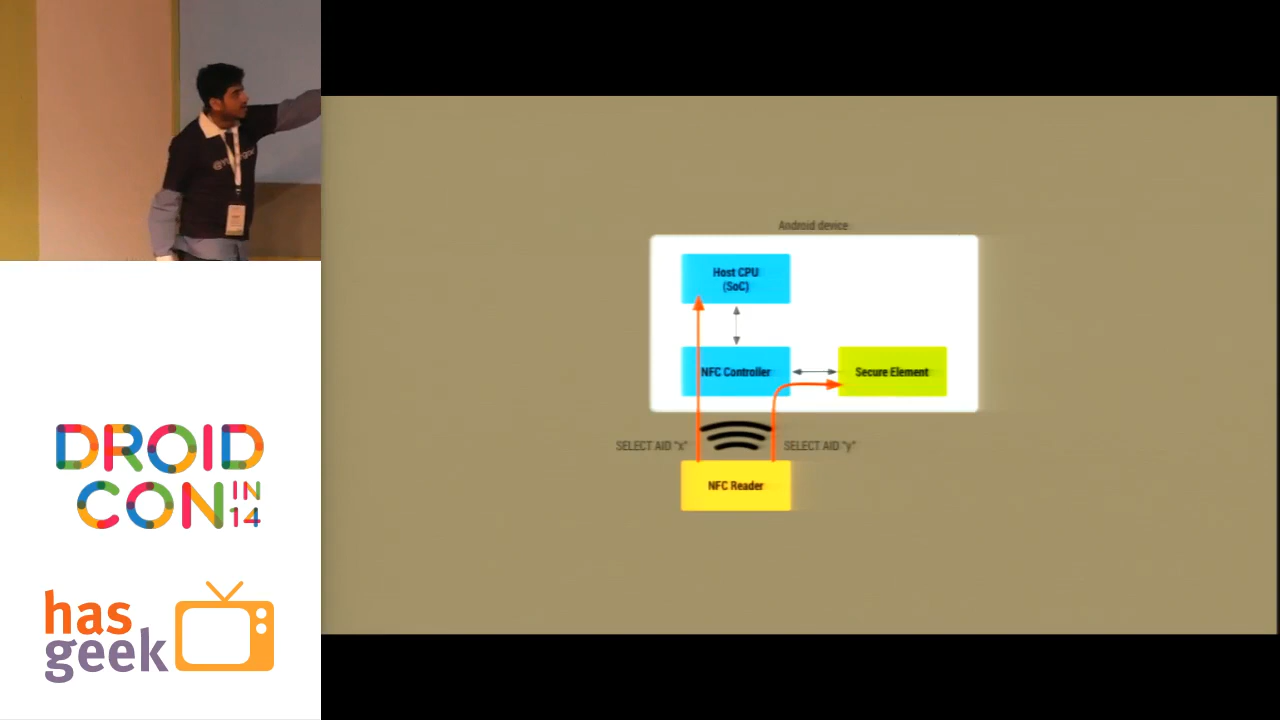 Android device
Host CPU
(SoC)
NFC Controller
Secure Element
SELECT AID "x"
SELECT AID "y"
NFC Reader
DROID
CON IN
14
has
geek